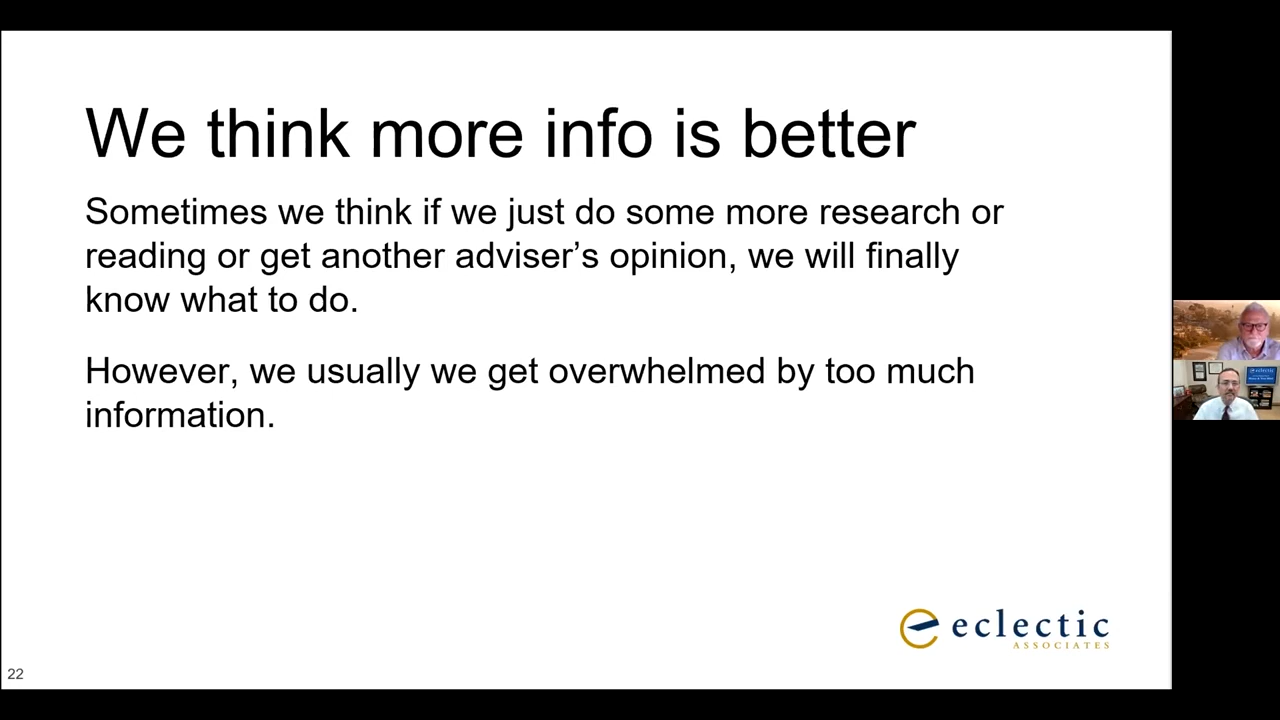 We think more info is better
Sometimes we think if we just do some more research or
reading or get another adviser’s opinion, we will finally
know what to do.
However, we usually we get overwhelmed by too much
information.
eclectic
ASSOCIATES
22